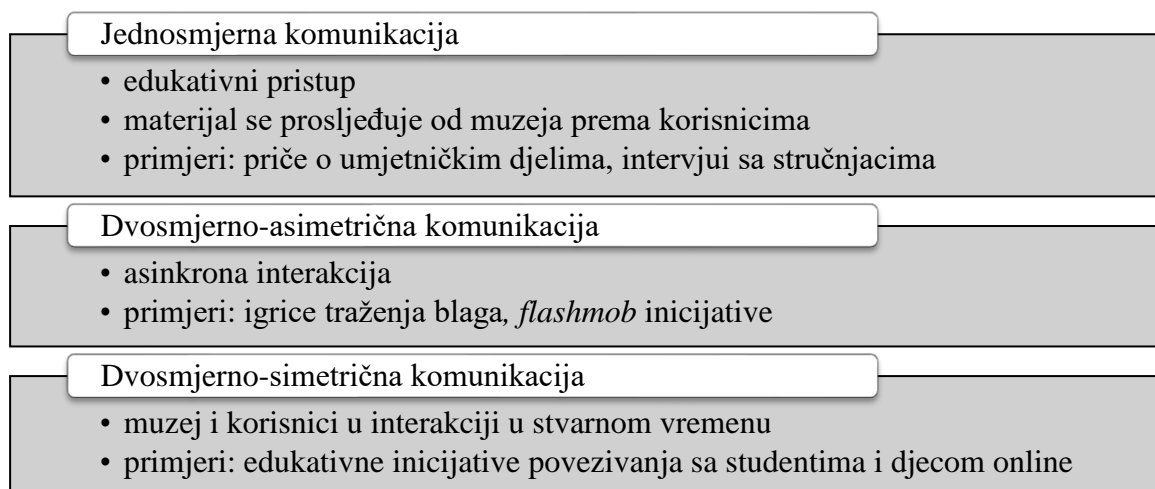 Jednosmjerna komunikacija
• edukativni pristup
• materijal se prosljeđuje od muzeja prema korisnicima
• primjeri: priče o umjetničkim djelima, intervjui sa stručnjacima
Dvosmjerno-asimetrična komunikacija
• asinkrona interakcija
• primjeri: igrice traženja blaga, flashmob inicijative
Dvosmjerno-simetrična komunikacija
• muzej i korisnici u interakciji u stvarnom vremenu
• primjeri: edukativne inicijative povezivanja sa studentima i djecom online